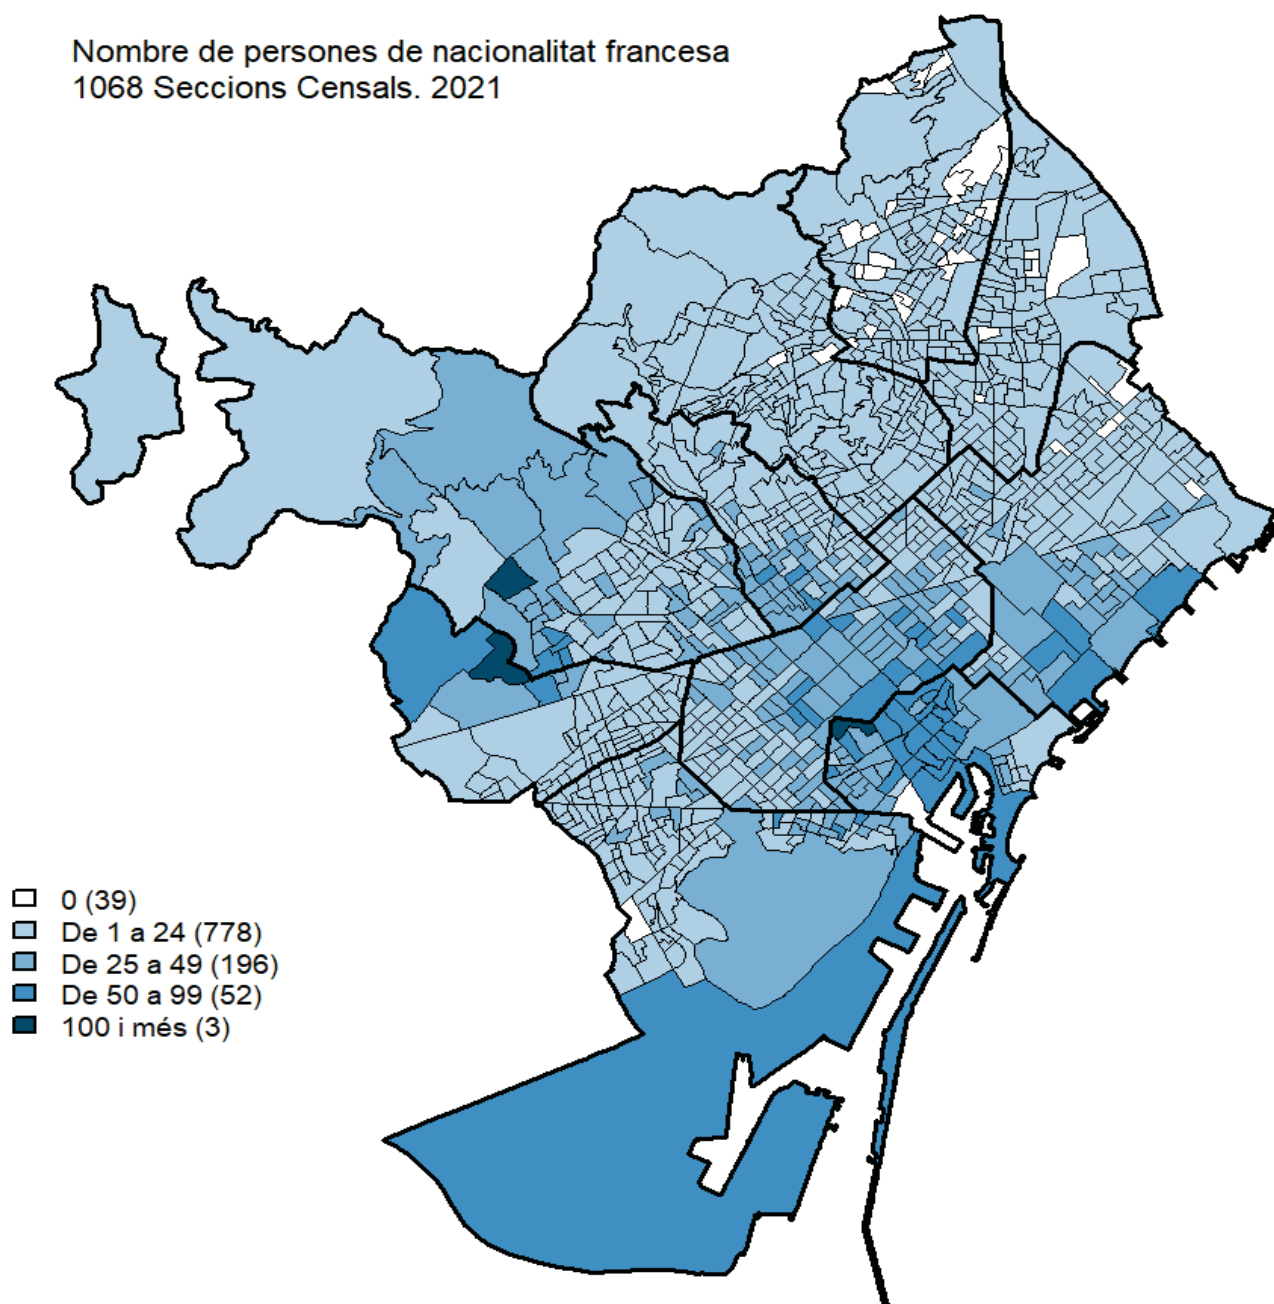 Nombre de persones de nacionalitat francesa
1068 Seccions Censals. 2021
0 (39)
De 1 a 24 (778)
De 25 a 49 (196)
De 50 a 99 (52)
100 i més (3)